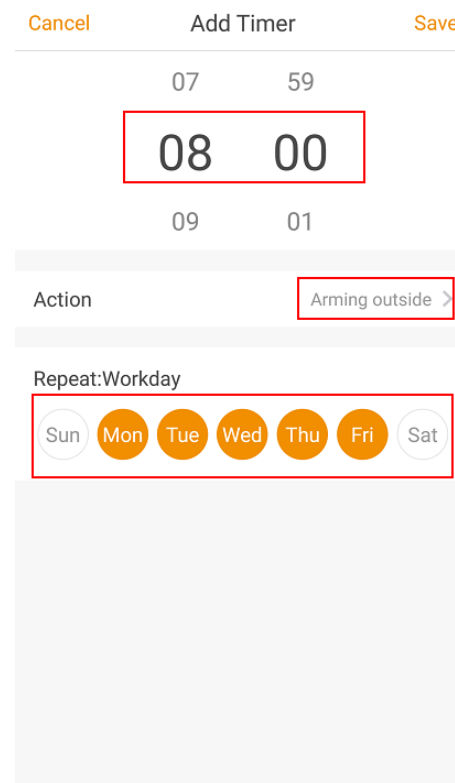 Cancel Add Timer Save
07 59
08 00
09 01
Action Arming outside
Repeat:Workday
Sun Mon Tue Wed Thu Fri Sat